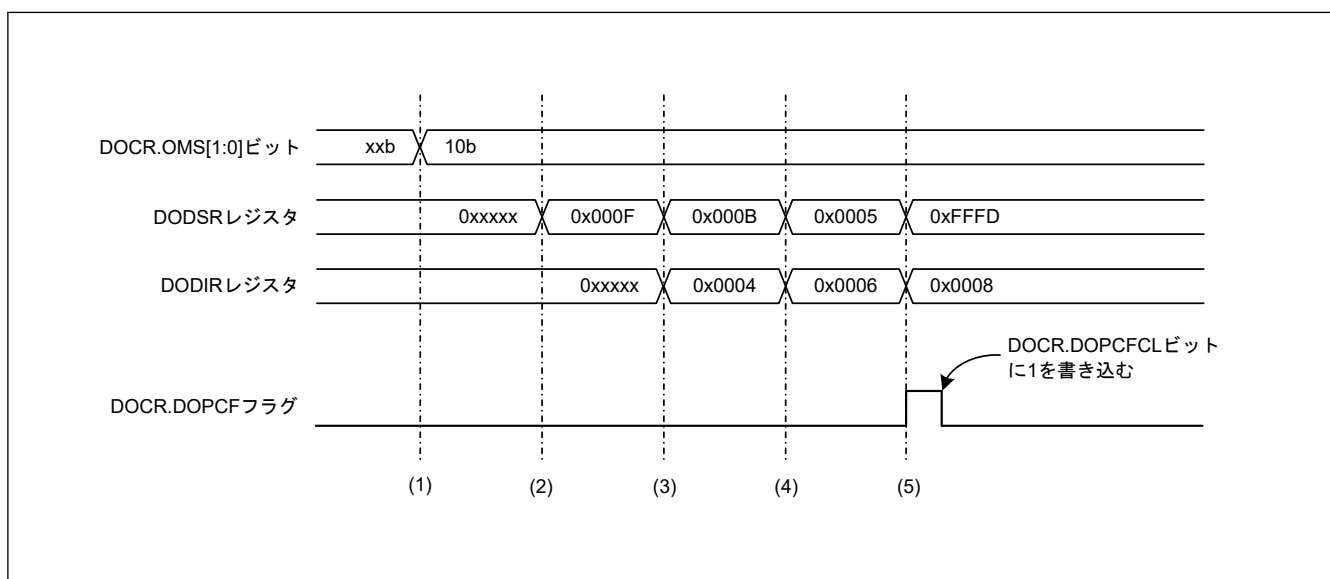 DOCR.OMS[1:0]ビット xxb 10b
DODSRレジスタ 0xxxxx 0x000F 0x000B 0x0005 0xFFFD
DODIRレジスタ 0xxxxx 0x0004 0x0006 0x0008
DOCR.DOPCFCLビット
に1を書き込む
DOCR.DOPCFフラグ
(1) (2) (3) (4) (5)